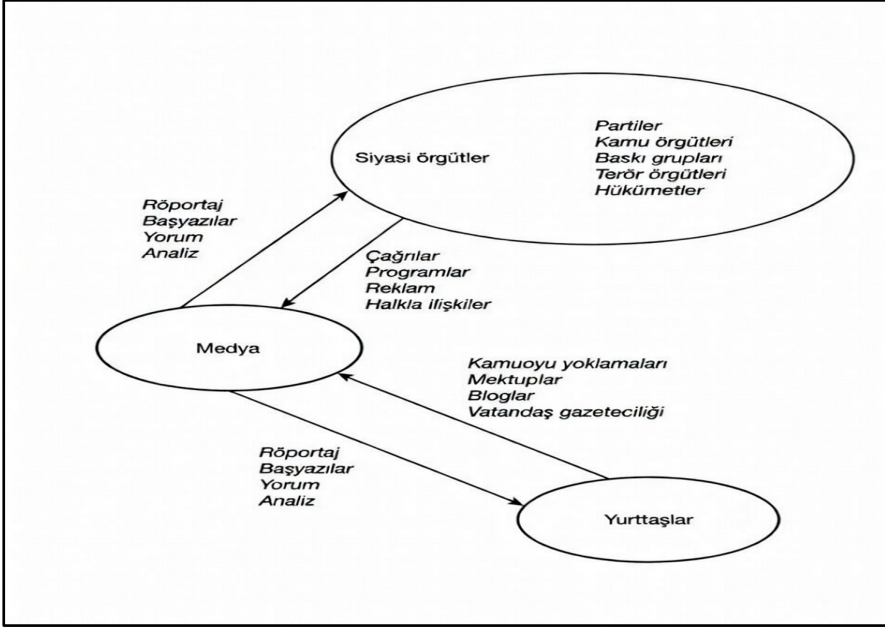 Siyasi örgütler
Partiler
Kamu örgütleri
Baskı grupları
Terör örgütleri
Hükümetler
Röportaj
Başyazılar
Yorum
Analiz
Çağrılar
Programlar
Reklam
Halkla ilişkiler
Medya
Kamuoyu yoklamaları
Mektuplar
Bloglar
Vatandaş gazeteciliği
Röportaj
Başyazılar
Yorum
Analiz
Yurttaşlar